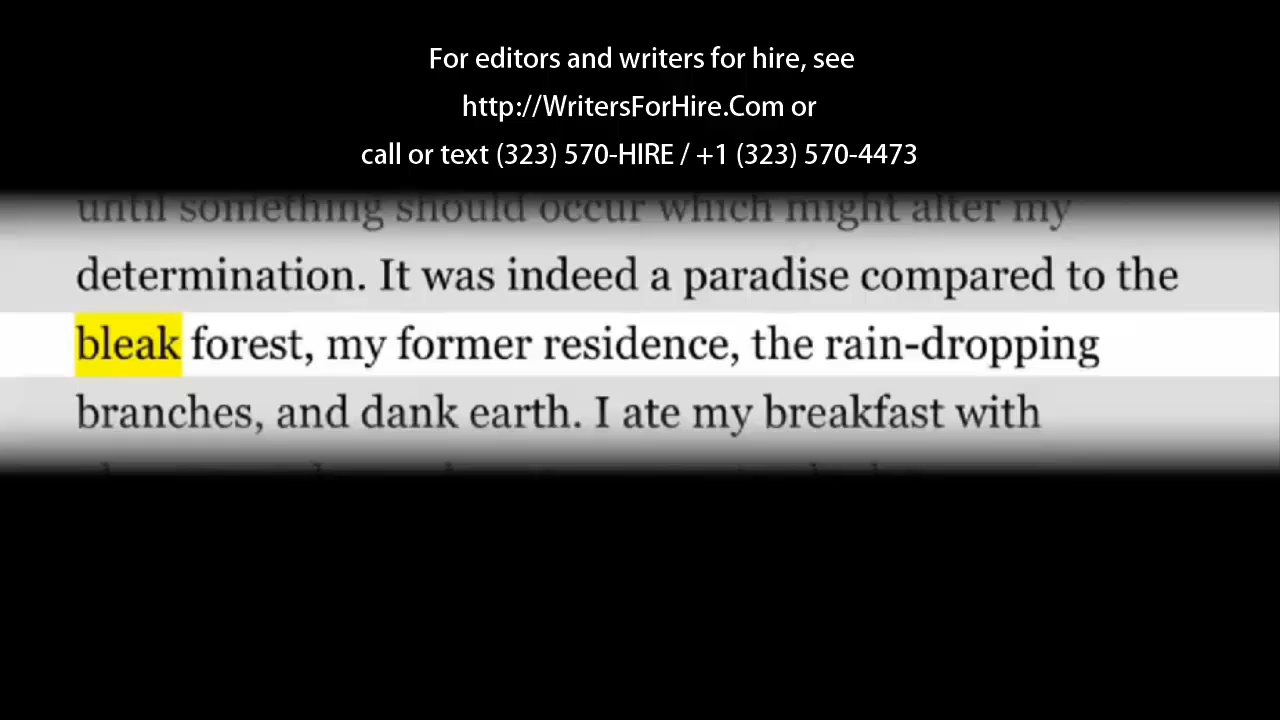 For editors and writers for hire, see
http://WritersForHire.Com or
call or text (323) 570-HIRE / +1 (323) 570-4473
until something should occur which might alter my
determination. It was indeed a paradise compared to the
bleak forest, my former residence, the rain-dropping
branches, and dank earth. I ate my breakfast with